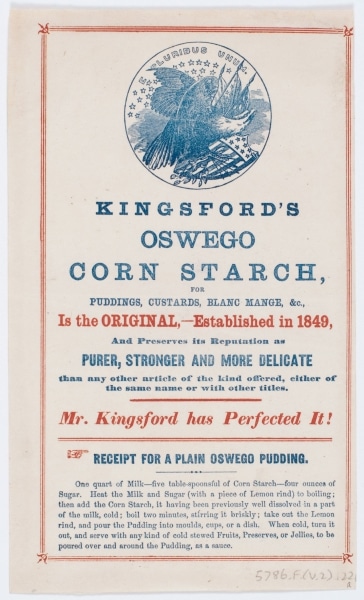 E PLURIBUS UNUM.
KINGSFORD'S
OSWEGO
CORN STARCH,
FOR
PUDDINGS, CUSTARDS, BLANC MANGE, &c.,
Is the ORIGINAL,—Established in 1849,
And Preserves its Reputation as
PURER, STRONGER AND MORE DELICATE
than any other article of the kind offered, either of
the same name or with other titles.
Mr. Kingsford has Perfected It!
RECEIPT FOR A PLAIN OSWEGO PUDDING.
One quart of Milk—five table-spoonsful of Corn Starch—four ounces of
Sugar. Heat the Milk and Sugar (with a piece of Lemon rind) to boiling;
then add the Corn Starch, it having been previously well dissolved in a part
of the milk, cold; boil two minutes, stirring it briskly; take out the Lemon
rind, and pour the Pudding into moulds, cups, or a dish. When cold, turn it
out, and serve with any kind of cold stewed Fruits, Preserves, or Jellies, to be
poured over and around the Pudding, as a sauce.
5786.F.(v.2).22